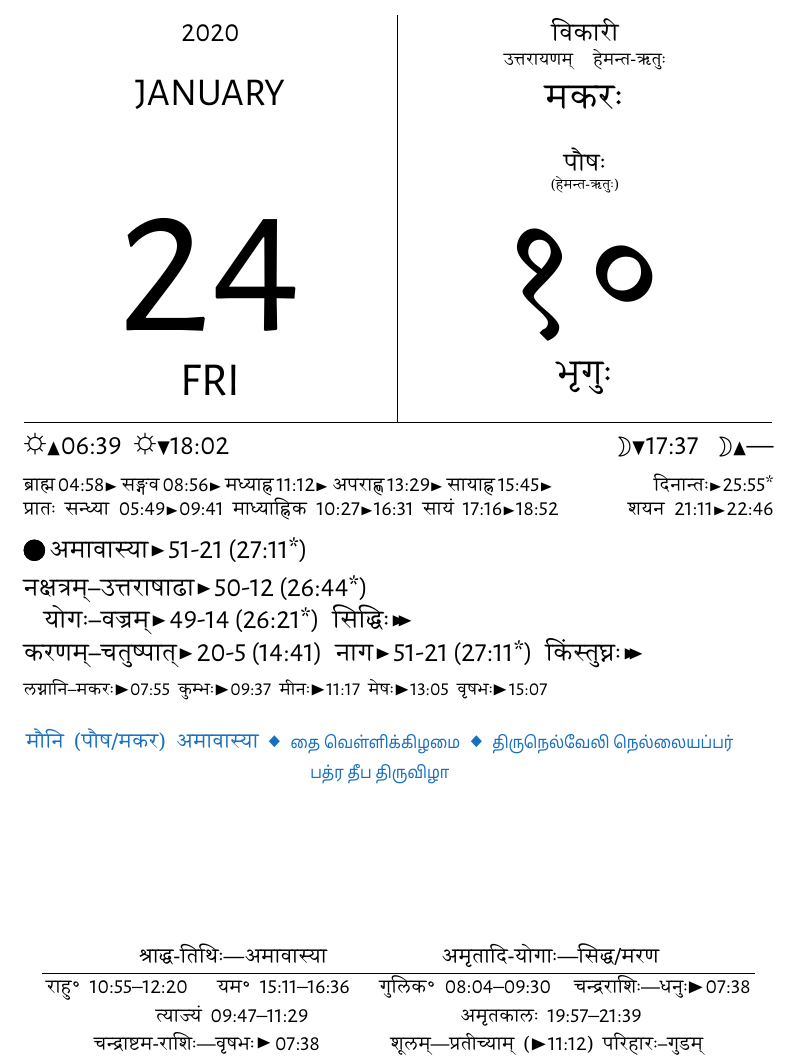 2020
JANUARY
24
FRI
विकारी
उत्तरायणम् हेमन्त-ऋतुः
मकरः
पौषः
(हेमन्त-ऋतुः)
१०
भृगुः
☼▲06:39 ☼▼18:02 ☽▼17:37 ☽▲—
ब्राह्म 04:58► सङ्गव 08:56► मध्याह्न 11:12► अपराह्ण 13:29► सायाह्न 15:45► दिनान्तः►25:55*
प्रातः सन्ध्या 05:49►09:41 माध्याह्निक 10:27►16:31 सायं 17:16►18:52 शयन 21:11►22:46
● अमावास्या►51-21 (27:11*)
नक्षत्रम्–उत्तराषाढा►50-12 (26:44*)
योगः–वज्रम्►49-14 (26:21*) सिद्धिः►►
करणम्–चतुष्पात्►20-5 (14:41) नाग►51-21 (27:11*) किंस्तुघ्नः►►
लग्नानि–मकरः►07:55 कुम्भः►09:37 मीनः►11:17 मेषः►13:05 वृषभः►15:07
मौनि (पौष/मकर) अमावास्या ◆ தை வெள்ளிக்கிழமை ◆ திருநெல்வேலி நெல்லையப்பர்
பத்ர தீப திருவிழா
श्राद्ध-तिथिः—अमावास्या अमृतादि-योगाः—सिद्ध/मरण
राहु॰ 10:55–12:20 यम॰ 15:11–16:36 गुलिक॰ 08:04–09:30 चन्द्रराशिः—धनुः►07:38
त्याज्यं 09:47–11:29 अमृतकालः 19:57–21:39
चन्द्राष्टम-राशिः—वृषभः► 07:38 शूलम्—प्रतीच्याम् (►11:12) परिहारः–गुडम्